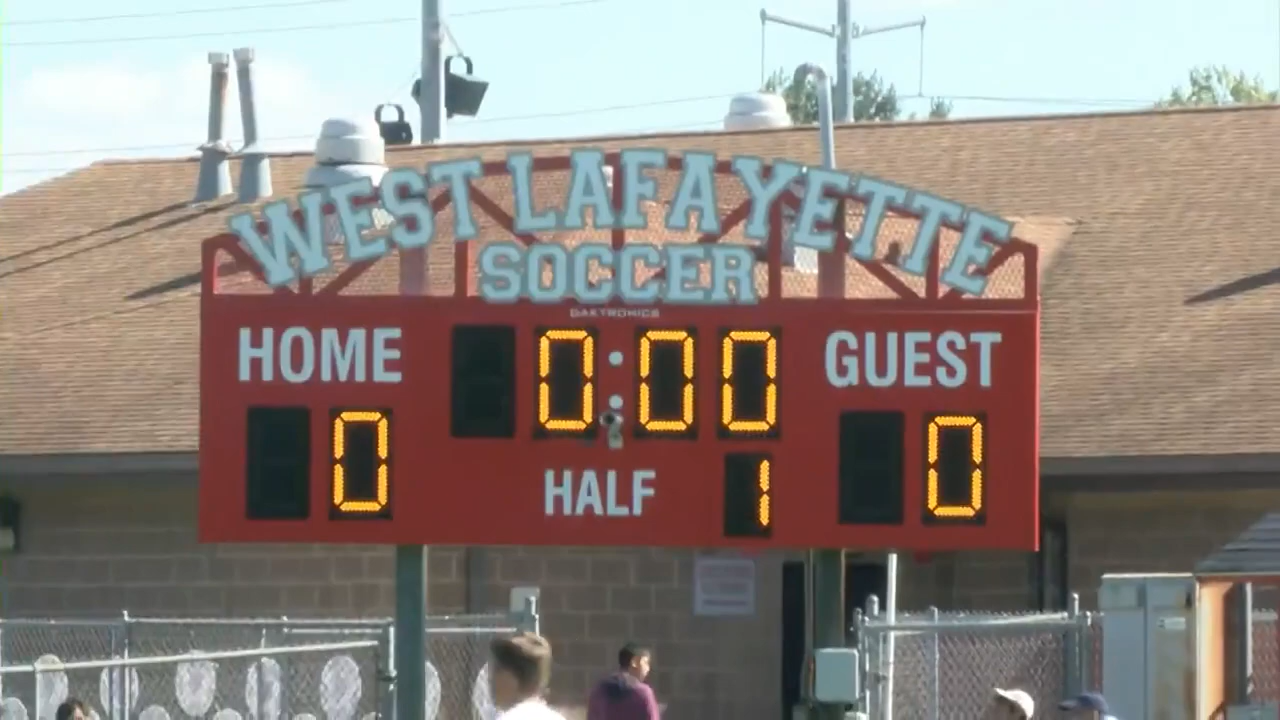 WEST LAFAYETTE
SOCCER
DAKTRONICS
HOME 0:00 GUEST
0 HALF 1 0